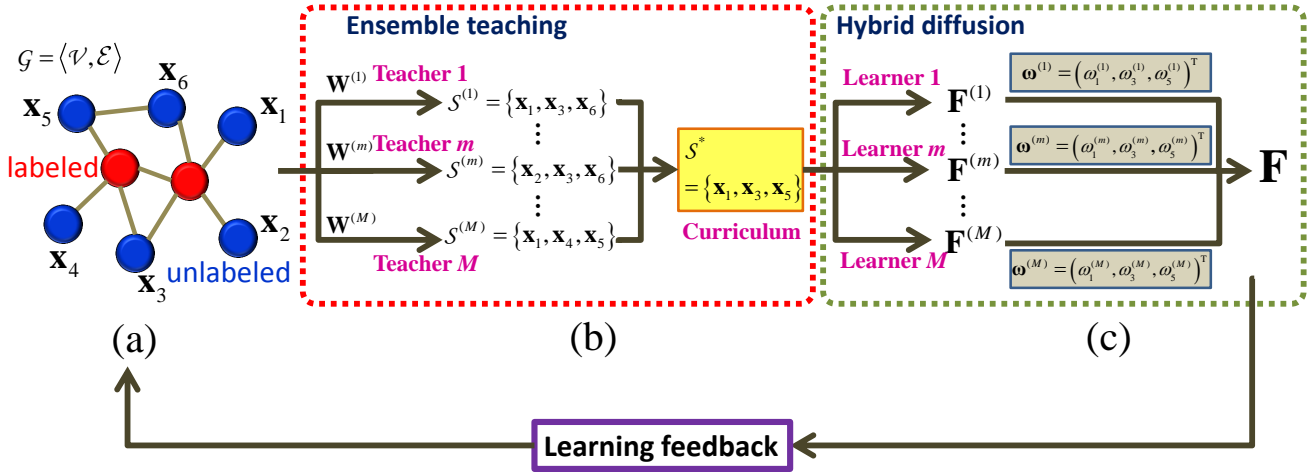 𝒢 = ⟨𝒱, ℰ⟩
x₆
x₅
x₁
labeled
x₄
x₃
x₂
unlabeled
(a)
Ensemble teaching
W⁽¹⁾ Teacher 1
𝒮⁽¹⁾ = {x₁, x₃, x₆}
⋮
W⁽ᵐ⁾ Teacher m
𝒮⁽ᵐ⁾ = {x₂, x₃, x₆}
⋮
W⁽ᴹ⁾
𝒮⁽ᴹ⁾ = {x₁, x₄, x₅}
Teacher M
𝒮*
= {x₁, x₃, x₅}
Curriculum
(b)
Hybrid diffusion
Learner 1
F⁽¹⁾
ω⁽¹⁾ = (ω₁⁽¹⁾, ω₃⁽¹⁾, ω₅⁽¹⁾)ᵀ
⋮
Learner m
F⁽ᵐ⁾
ω⁽ᵐ⁾ = (ω₁⁽ᵐ⁾, ω₃⁽ᵐ⁾, ω₅⁽ᵐ⁾)ᵀ
⋮
F⁽ᴹ⁾
Learner M
ω⁽ᴹ⁾ = (ω₁⁽ᴹ⁾, ω₃⁽ᴹ⁾, ω₅⁽ᴹ⁾)ᵀ
F
(c)
Learning feedback